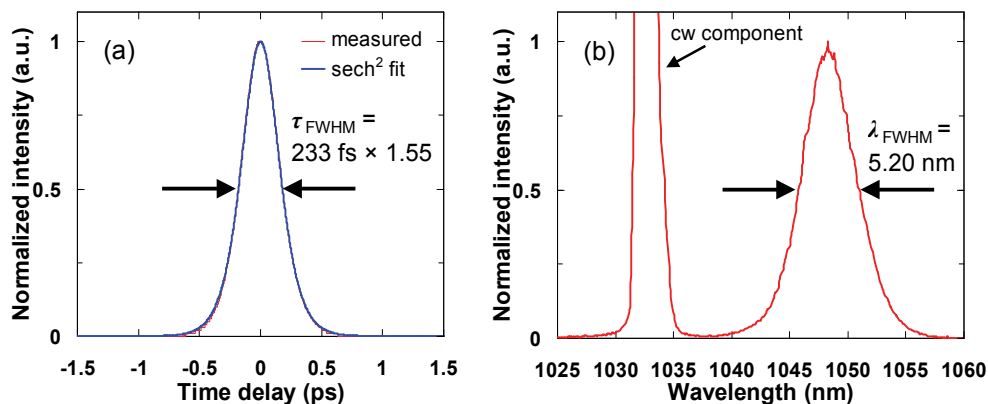 (a)
measured
sech² fit
τ FWHM =
233 fs × 1.55
Normalized intensity (a.u.)
1
0.5
0
-1.5 -1 -0.5 0 0.5 1 1.5
Time delay (ps)
(b)
cw component
λ FWHM =
5.20 nm
Normalized intensity (a.u.)
1
0.5
0
1025 1030 1035 1040 1045 1050 1055 1060
Wavelength (nm)